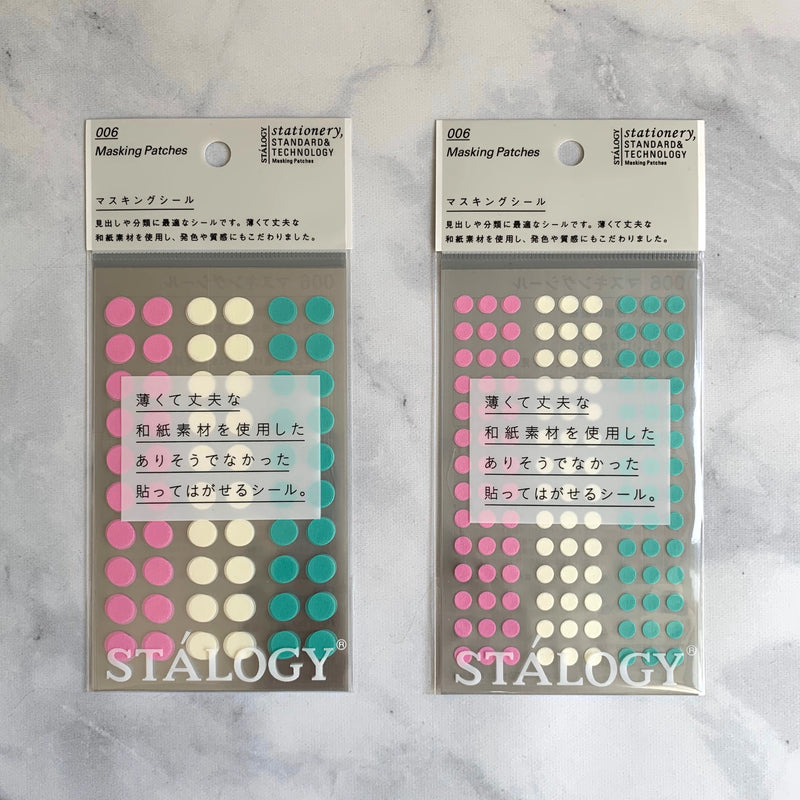 006
Masking Patches
STÁLOGY
stationery,
STANDARD&
TECHNOLOGY
Masking Patches
マスキングシール
見出しや分類に最適なシールです。薄くて丈夫な
和紙素材を使用し、発色や質感にもこだわりました。
薄くて丈夫な
和紙素材を使用した
ありそうでなかった
貼ってはがせるシール。
STÁLOGY®
006
Masking Patches
STÁLOGY
stationery,
STANDARD&
TECHNOLOGY
Masking Patches
マスキングシール
見出しや分類に最適なシールです。薄くて丈夫な
和紙素材を使用し、発色や質感にもこだわりました。
薄くて丈夫な
和紙素材を使用した
ありそうでなかった
貼ってはがせるシール。
STÁLOGY®